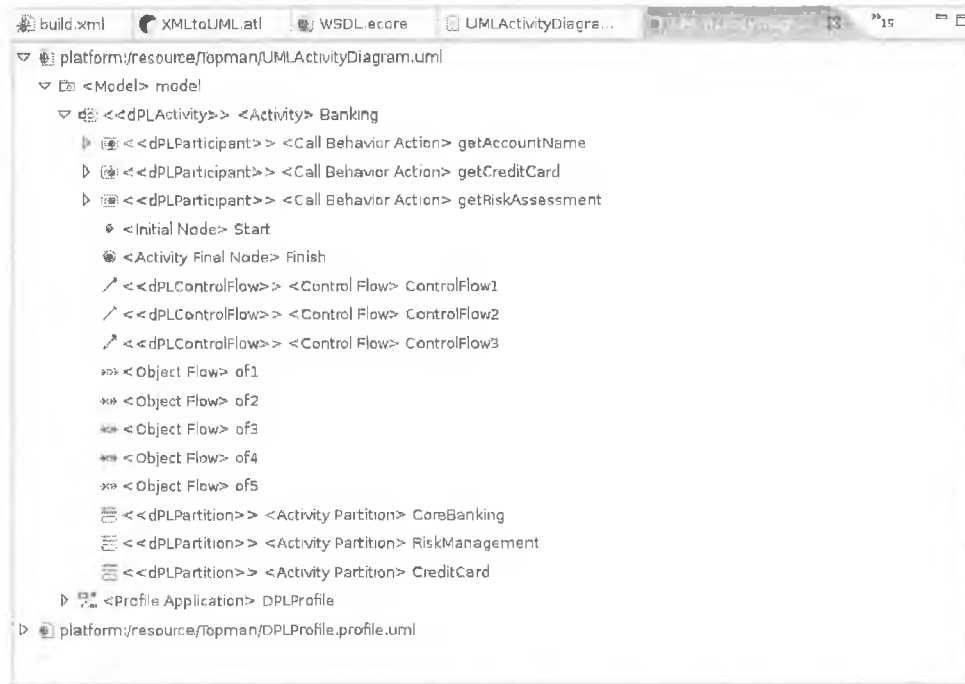 build.xml XMLtoUML.atl WSDL.ecore UMLActivityDiagra... »15
platform:/resource/Topman/UMLActivityDiagram.uml
<Model> model
<<dPLActivity>> <Activity> Banking
<<dPLParticipant>> <Call Behavior Action> getAccountName
<<dPLParticipant>> <Call Behavior Action> getCreditCard
<<dPLParticipant>> <Call Behavior Action> getRiskAssessment
<Initial Node> Start
<Activity Final Node> Finish
<<dPLControlFlow>> <Control Flow> ControlFlow1
<<dPLControlFlow>> <Control Flow> ControlFlow2
<<dPLControlFlow>> <Control Flow> ControlFlow3
<Object Flow> of1
<Object Flow> of2
<Object Flow> of3
<Object Flow> of4
<Object Flow> of5
<<dPLPartition>> <Activity Partition> CoreBanking
<<dPLPartition>> <Activity Partition> RiskManagement
<<dPLPartition>> <Activity Partition> CreditCard
<Profile Application> DPLProfile
platform:/resource/Topman/DPLProfile.profile.uml